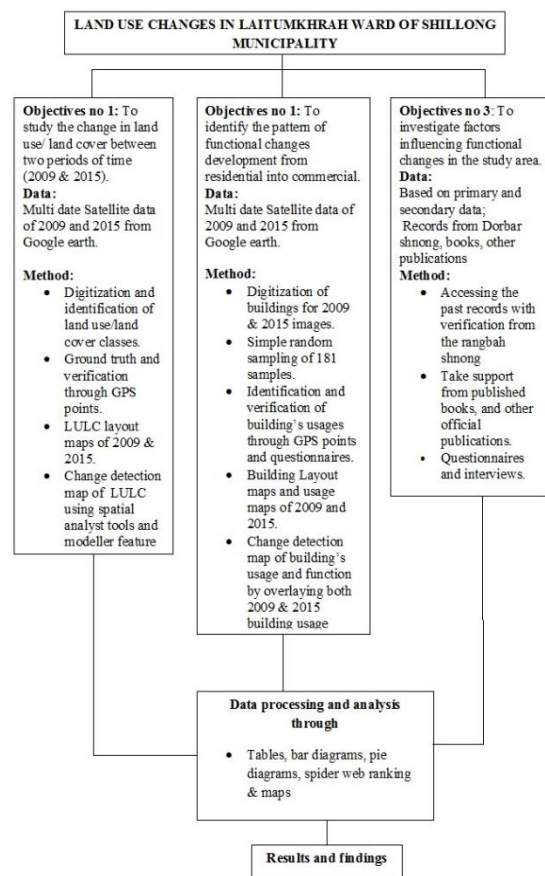 LAND USE CHANGES IN LAITUMKHRAH WARD OF SHILLONG
MUNICIPALITY
Objectives no 1: To
study the change in land
use/ land cover between
two periods of time
(2009 & 2015).
Data:
Multi date Satellite data
of 2009 and 2015 from
Google earth.
Method:
• Digitization and
identification of
land use/land
cover classes.
• Ground truth and
verification
through GPS
points.
• LULC layout
maps of 2009 &
2015.
• Change detection
map of LULC
using spatial
analyst tools and
modeller feature
Objectives no 1: To
identify the pattern of
functional changes
development from
residential into commercial.
Data:
Multi date Satellite data of
2009 and 2015 from
Google earth.
Method:
• Digitization of
buildings for 2009
& 2015 images.
• Simple random
sampling of 181
samples.
• Identification and
verification of
building's usages
through GPS points
and questionnaires.
• Building Layout
maps and usage
maps of 2009 and
2015.
• Change detection
map of building's
usage and function
by overlaying both
2009 & 2015
building usage
Objectives no 3: To
investigate factors
influencing functional
changes in the study area.
Data:
Based on primary and
secondary data;
Records from Dorbar
shnong, books, other
publications
Method:
• Accessing the
past records with
verification from
the rangbah
shnong
• Take support
from published
books, and other
official
publications.
• Questionnaires
and interviews.
Data processing and analysis
through
• Tables, bar diagrams, pie
diagrams, spider web ranking
& maps
Results and findings